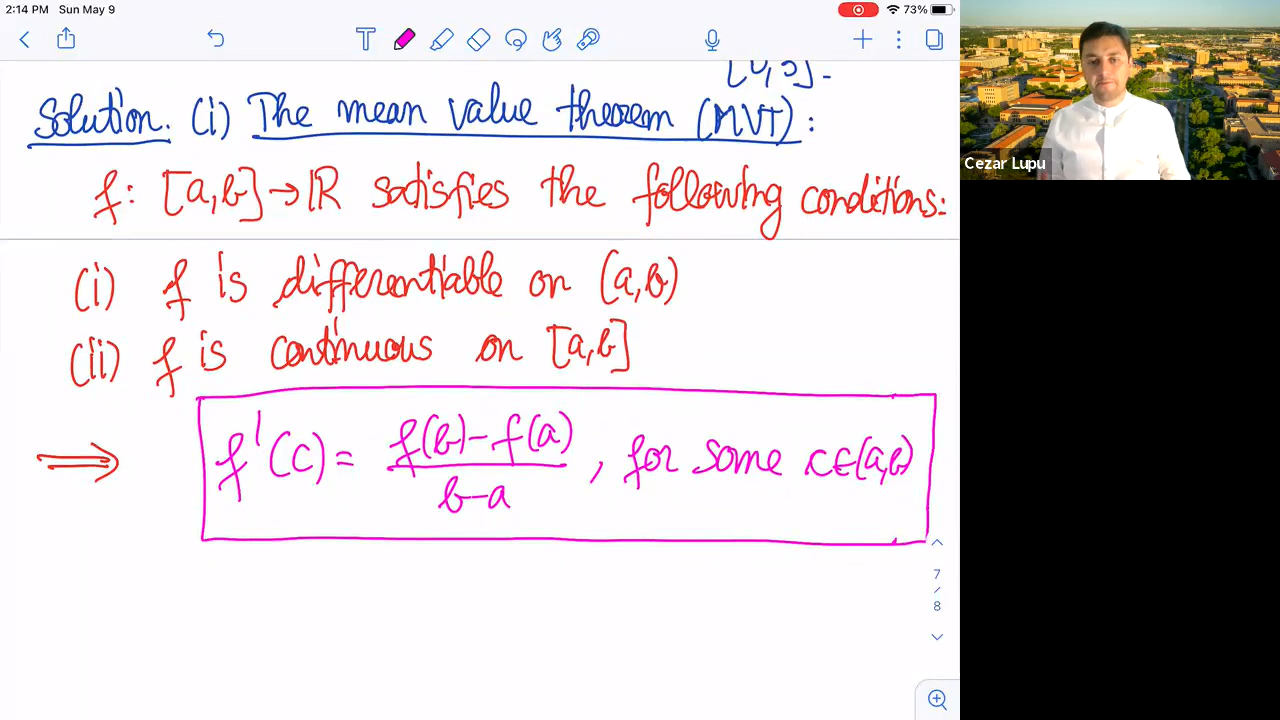 2:14 PM Sun May 9
73%
Solution. (i) The mean value theorem (MVT):
f: [a,b] → ℝ satisfies the following conditions:
(i) f is differentiable on (a,b)
(ii) f is continuous on [a,b]
⟹ f'(c) = \frac{f(b)-f(a)}{b-a}, for some c∈(a,b)
7
/
8
Cezar Lupu